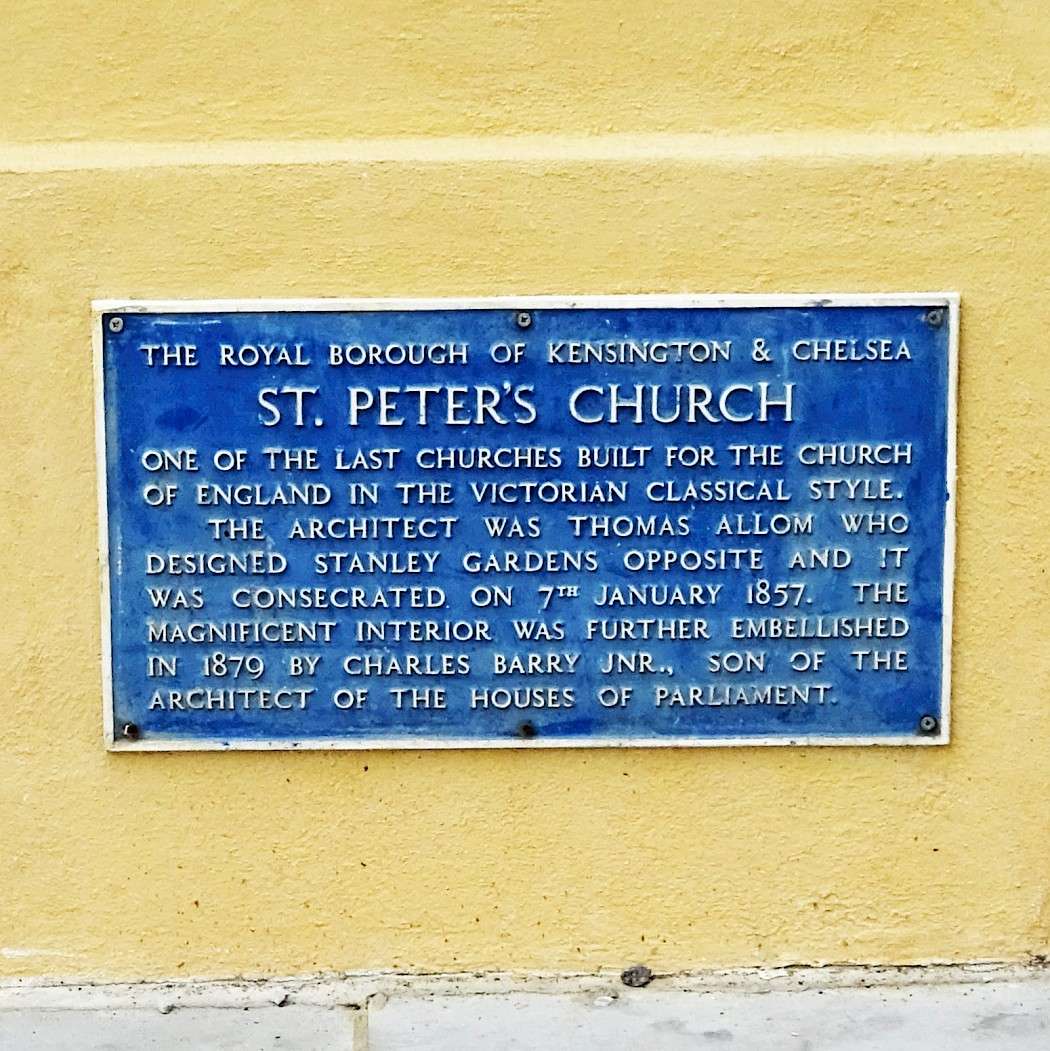 THE ROYAL BOROUGH OF KENSINGTON & CHELSEA
ST. PETER'S CHURCH
ONE OF THE LAST CHURCHES BUILT FOR THE CHURCH
OF ENGLAND IN THE VICTORIAN CLASSICAL STYLE.
THE ARCHITECT WAS THOMAS ALLOM WHO
DESIGNED STANLEY GARDENS OPPOSITE AND IT
WAS CONSECRATED ON 7TH JANUARY 1857. THE
MAGNIFICENT INTERIOR WAS FURTHER EMBELLISHED
IN 1879 BY CHARLES BARRY JNR., SON OF THE
ARCHITECT OF THE HOUSES OF PARLIAMENT.